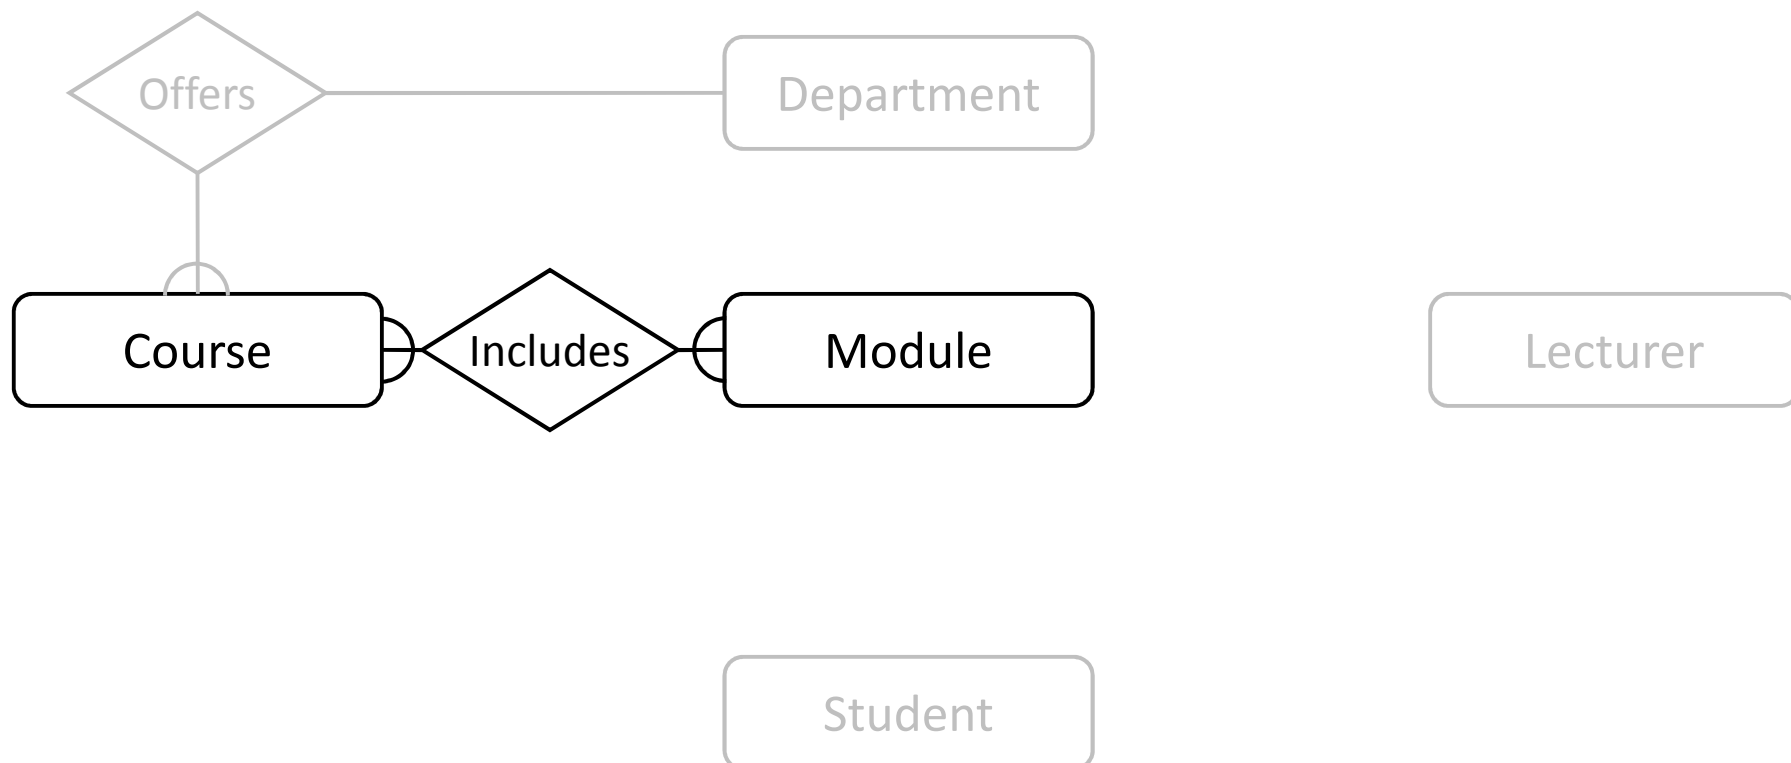 Offers
Department
Course
Includes
Module
Lecturer
Student